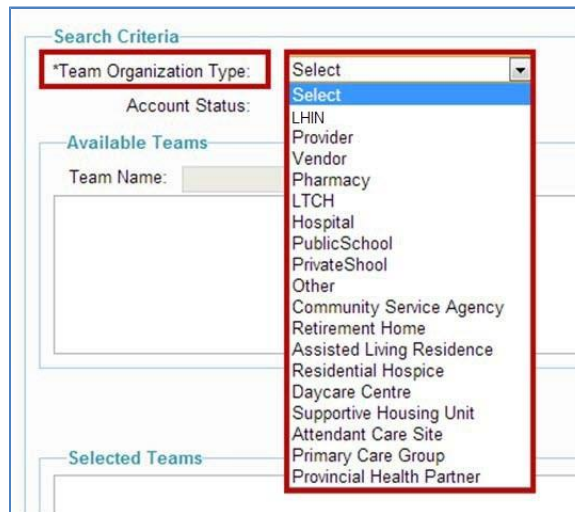 Search Criteria
*Team Organization Type: Select
Select
Account Status:
LHIN
Available Teams
Provider
Vendor
Team Name:
Pharmacy
LTCH
Hospital
PublicSchool
PrivateShool
Other
Community Service Agency
Retirement Home
Assisted Living Residence
Residential Hospice
Daycare Centre
Supportive Housing Unit
Attendant Care Site
Primary Care Group
Selected Teams
Provincial Health Partner